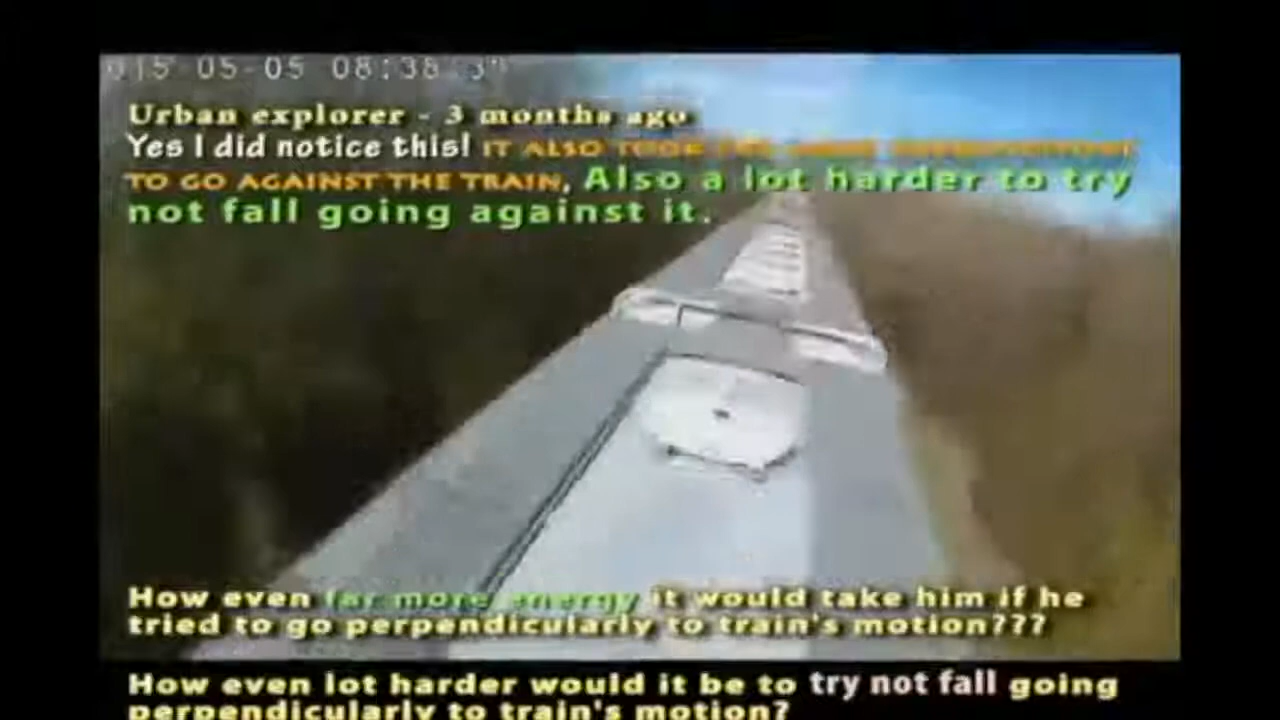 015-05-05 08:38:3
Urban explorer - 3 months ago
Yes I did notice this! IT ALSO TOOK
TO GO AGAINST THE TRAIN, Also a lot harder to try
not fall going against it.
How even far more energy it would take him if he
tried to go perpendicularly to train's motion???
How even lot harder would it be to try not fall going
perpendicularly to train's motion?